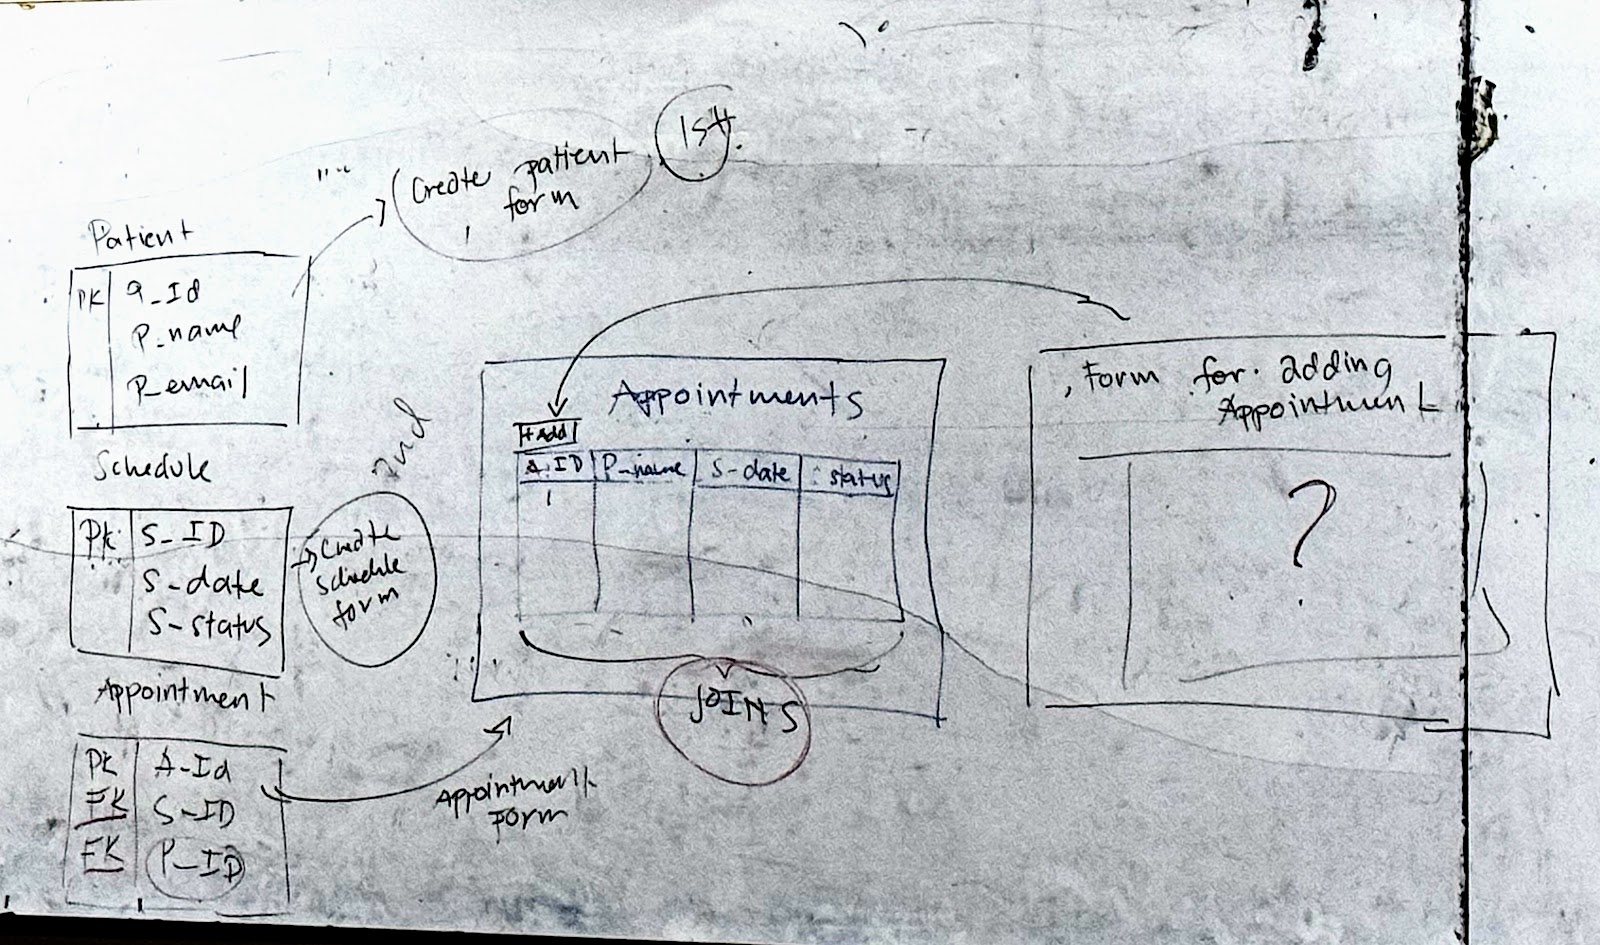 1st
Create patient
form
Patient
PK P_Id
P_name
P_email
2nd
Schedule
PK S_ID
S-date
S-status
Create
schedule
form
Appointment
PK A-Id
FK S-ID
FK P-ID
Appointment
Form
Appointments
+Add
A.ID P_name S-date status
1
JOINS
Form for adding
Appointment
?